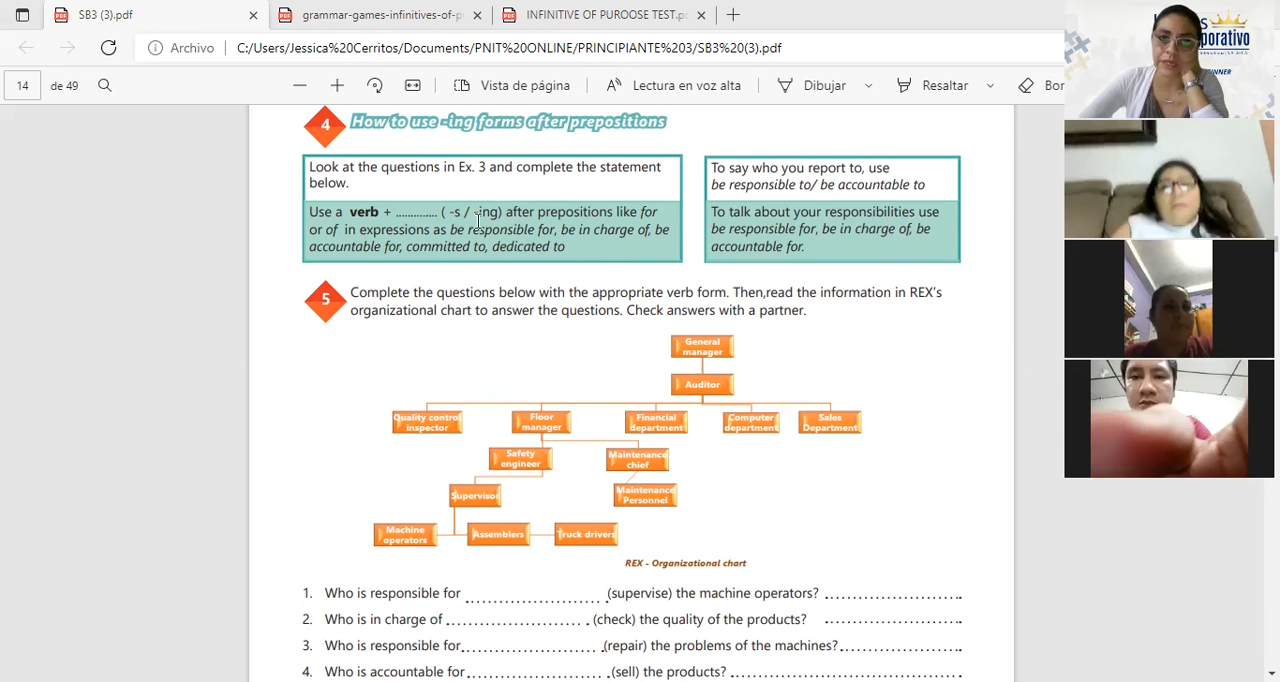 SB3 (3).pdf
grammar-games-infinitives-of-p
INFINITIVE OF PUROOSE TEST.p
Archivo
C:/Users/Jessica%20Cerritos/Documents/PNIT%20ONLINE/PRINCIPIANTE%203/SB3%20(3).pdf
14
de 49
Vista de página
Lectura en voz alta
Dibujar
Resaltar
Bor
orporativo
4 How to use -ing forms after prepositions
Look at the questions in Ex. 3 and complete the statement
below.
Use a verb + .............. ( -s / -ing) after prepositions like for
or of in expressions as be responsible for, be in charge of, be
accountable for, committed to, dedicated to
To say who you report to, use
be responsible to/ be accountable to
To talk about your responsibilities use
be responsible for, be in charge of, be
accountable for.
5 Complete the questions below with the appropriate verb form. Then,read the information in REX's
organizational chart to answer the questions. Check answers with a partner.
General
manager
Auditor
Quality control
inspector
Floor
manager
Financial
department
Computer
department
Sales
Department
Safety
engineer
Maintenance
chief
Supervisor
Maintenance
Personnel
Machine
operators
Assemblers
Truck drivers
REX - Organizational chart
1. Who is responsible for ...................... (supervise) the machine operators? ......................
2. Who is in charge of ....................... (check) the quality of the products? ......................
3. Who is responsible for....................... (repair) the problems of the machines?....................
4. Who is accountable for....................... (sell) the products? .....................................